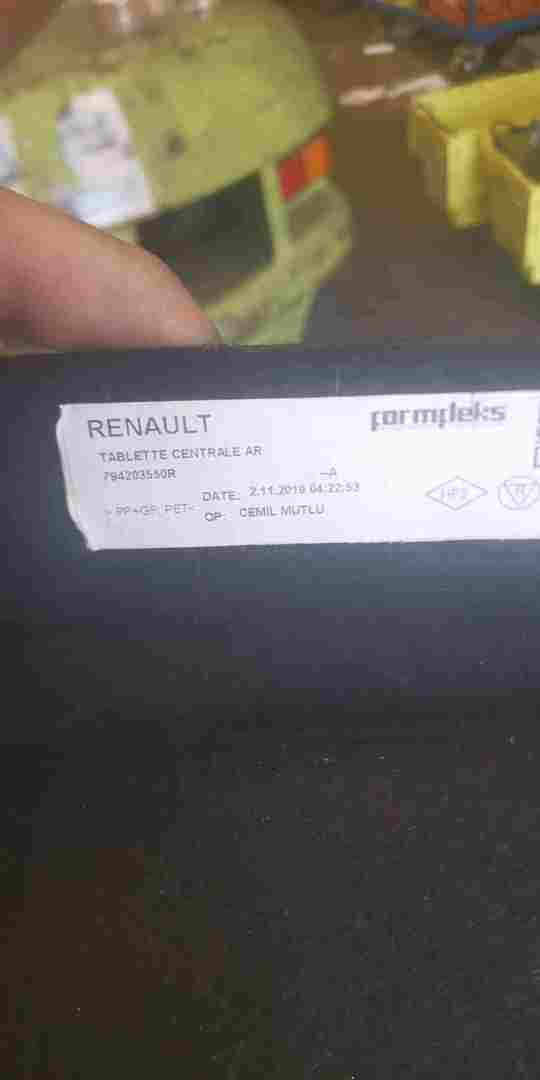 RENAULT
formfleks
TABLETTE CENTRALE AR
794203550R
-A
DATE: 2.11.2019 04:22:53
>PP+GF, PET<
OP: CEMIL MUTLU